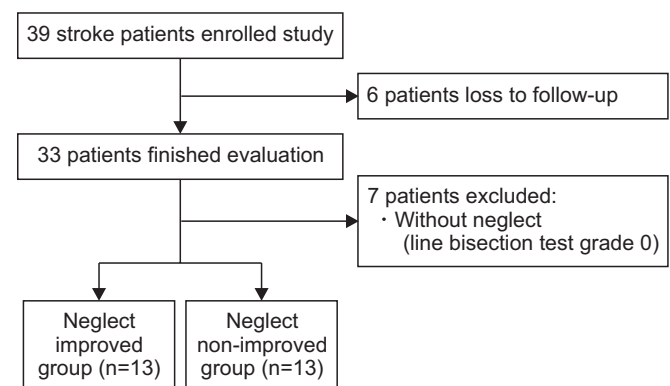 39 stroke patients enrolled study
6 patients loss to follow-up
33 patients finished evaluation
7 patients excluded:
· Without neglect
(line bisection test grade 0)
Neglect
improved
group (n=13)
Neglect
non-improved
group (n=13)